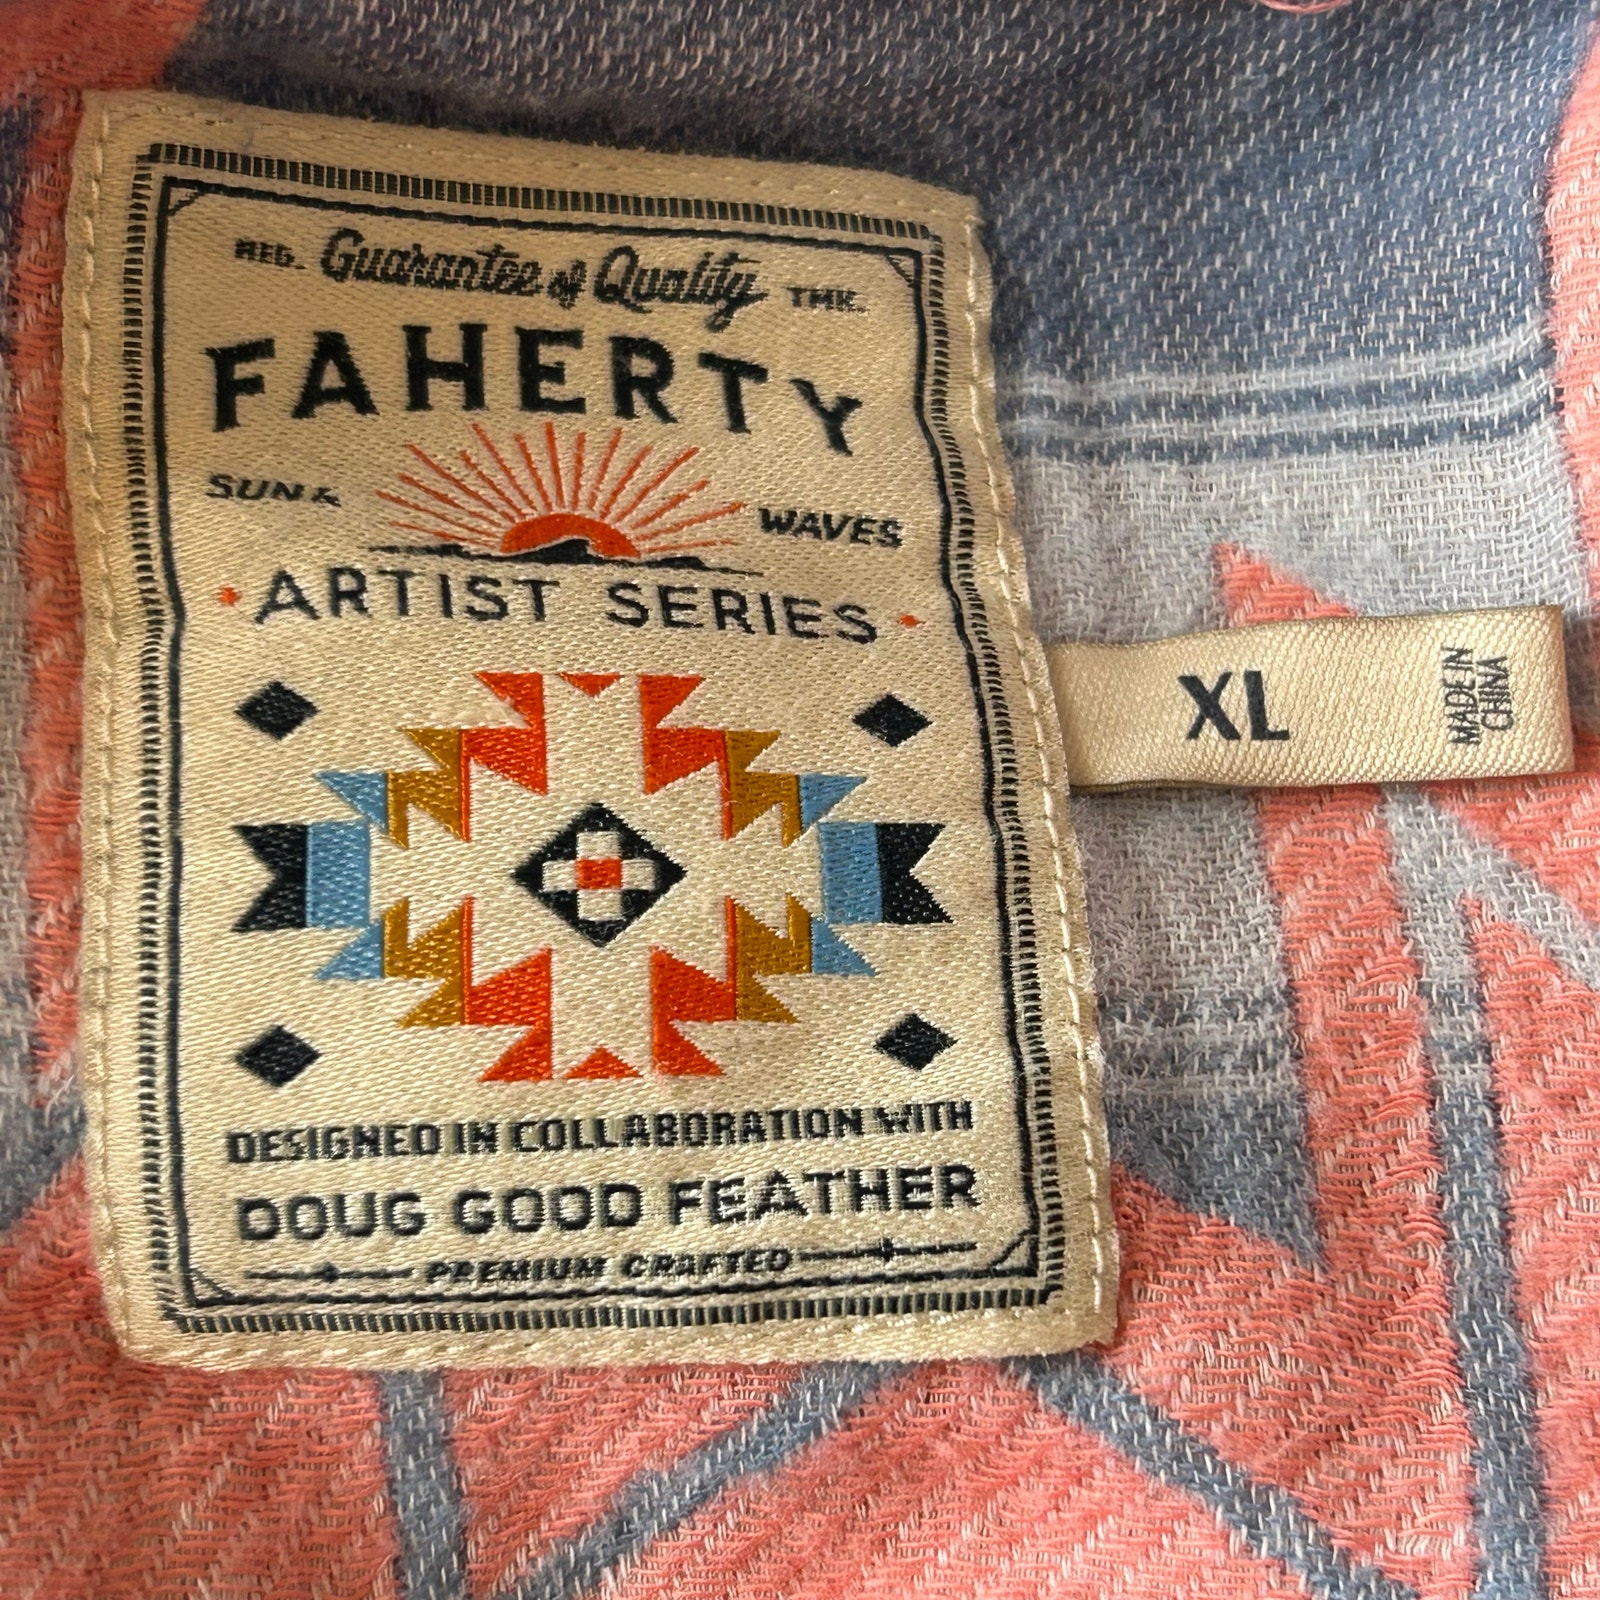 REG. Guarantee of Quality TMK.
FAHERTY
SUN & WAVES
ARTIST SERIES
DESIGNED IN COLLABORATION WITH
DOUG GOOD FEATHER
PREMIUM CRAFTED
XL
MADE IN
CHINA